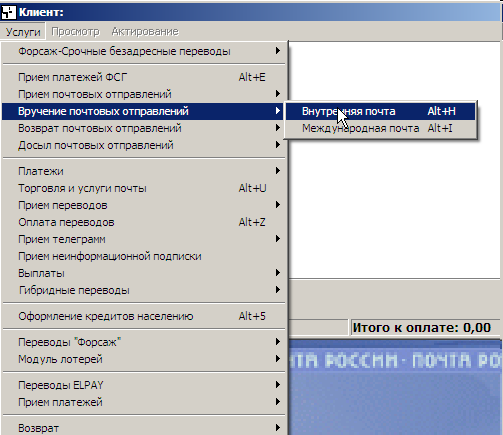 Клиент:
Услуги Просмотр Актирование
Форсаж-Срочные безадресные переводы
Прием платежей ФСГ Alt+E
Прием почтовых отправлений
Вручение почтовых отправлений
Внутренняя почта Alt+H
Возврат почтовых отправлений
Международная почта Alt+I
Досыл почтовых отправлений
Платежи
Торговля и услуги почты Alt+U
Прием переводов
Оплата переводов Alt+Z
Прием телеграмм
Прием неинформационной подписки
Выплаты
Гибридные переводы
Оформление кредитов населению Alt+5
Итого к оплате: 0,00
Переводы "Форсаж"
Модуль лотерей
ЧТА РОССИИ - ПОЧТА РО
Переводы ELPAY
Прием платежей
Возврат